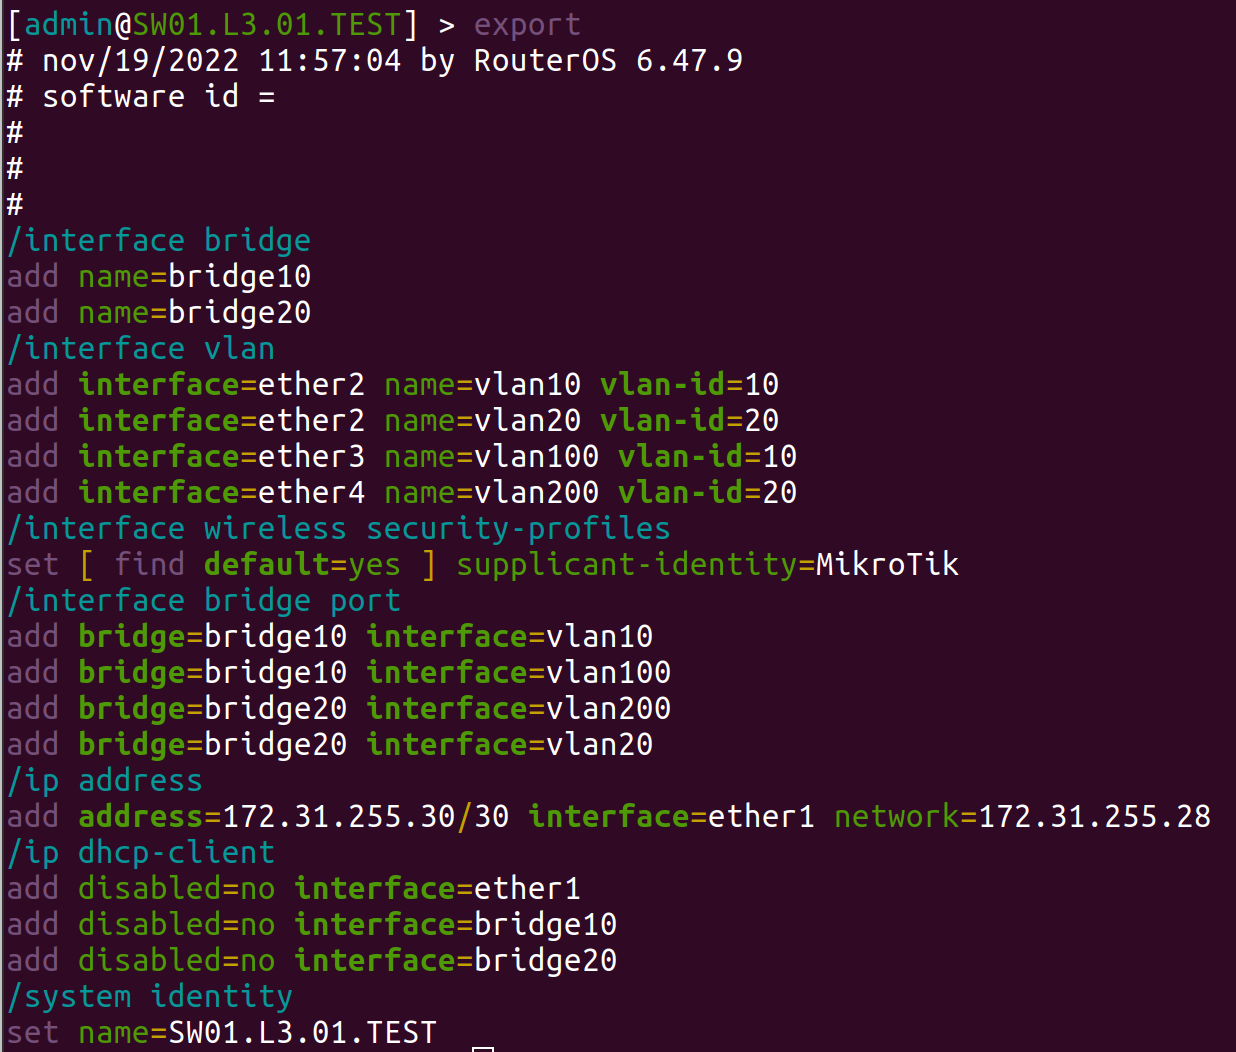 [admin@SW01.L3.01.TEST] > export
# nov/19/2022 11:57:04 by RouterOS 6.47.9
# software id =
#
#
#
/interface bridge
add name=bridge10
add name=bridge20
/interface vlan
add interface=ether2 name=vlan10 vlan-id=10
add interface=ether2 name=vlan20 vlan-id=20
add interface=ether3 name=vlan100 vlan-id=10
add interface=ether4 name=vlan200 vlan-id=20
/interface wireless security-profiles
set [ find default=yes ] supplicant-identity=MikroTik
/interface bridge port
add bridge=bridge10 interface=vlan10
add bridge=bridge10 interface=vlan100
add bridge=bridge20 interface=vlan200
add bridge=bridge20 interface=vlan20
/ip address
add address=172.31.255.30/30 interface=ether1 network=172.31.255.28
/ip dhcp-client
add disabled=no interface=ether1
add disabled=no interface=bridge10
add disabled=no interface=bridge20
/system identity
set name=SW01.L3.01.TEST